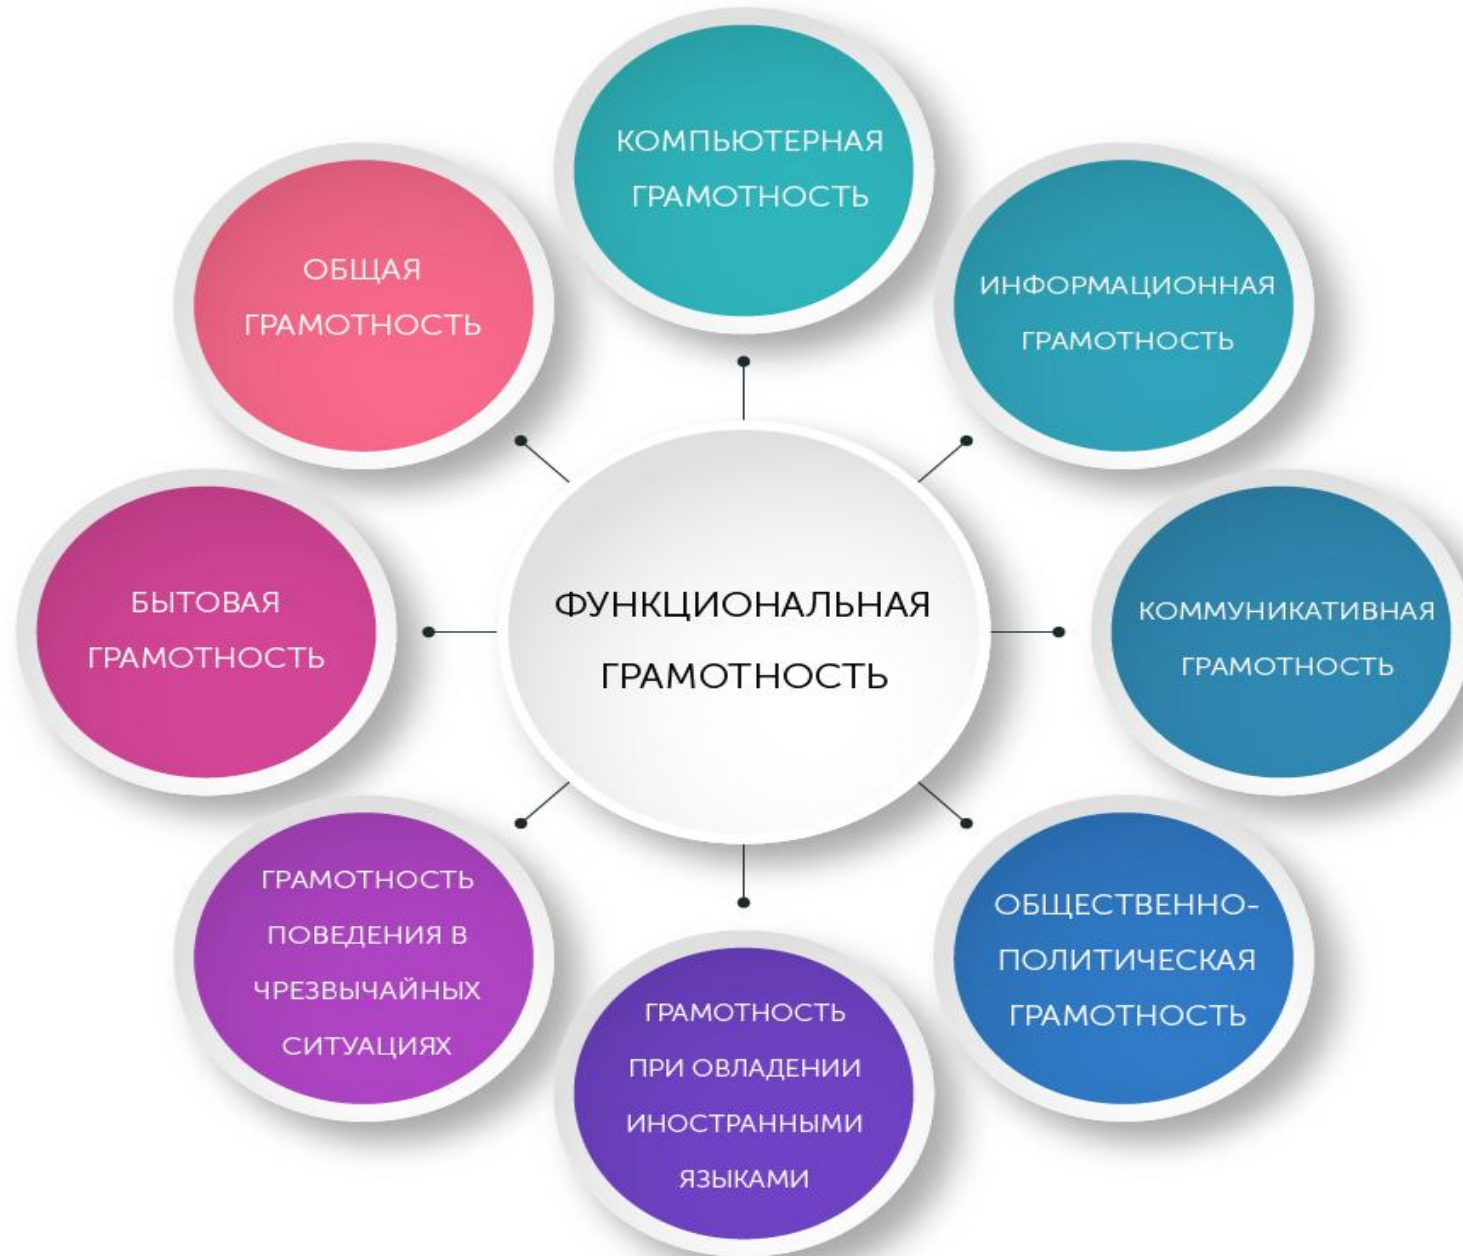 КОМПЬЮТЕРНАЯ
ГРАМОТНОСТЬ
ОБЩАЯ
ГРАМОТНОСТЬ
ИНФОРМАЦИОННАЯ
ГРАМОТНОСТЬ
БЫТОВАЯ
ГРАМОТНОСТЬ
ФУНКЦИОНАЛЬНАЯ
ГРАМОТНОСТЬ
КОММУНИКАТИВНАЯ
ГРАМОТНОСТЬ
ГРАМОТНОСТЬ
ПОВЕДЕНИЯ В
ЧРЕЗВЫЧАЙНЫХ
СИТУАЦИЯХ
ГРАМОТНОСТЬ
ПРИ ОВЛАДЕНИИ
ИНОСТРАННЫМИ
ЯЗЫКАМИ
ОБЩЕСТВЕННО-
ПОЛИТИЧЕСКАЯ
ГРАМОТНОСТЬ